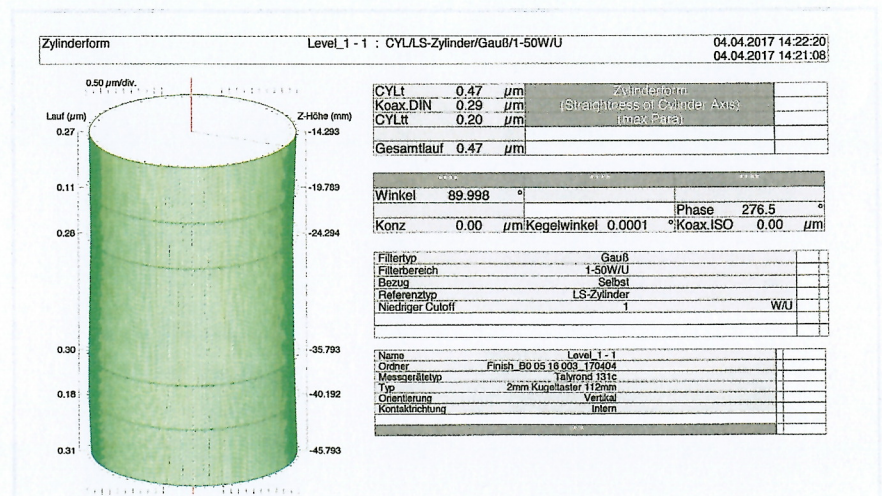 Zylinderform Level_1 - 1 : CYL/LS-Zylinder/Gauß/1-50W/U 04.04.2017 14:22:20
04.04.2017 14:21:08
0.50 µm/div.
Lauf (µm) Z-Höhe (mm)
0.27 -14.293
0.11 -19.789
0.28 -24.294
0.30 -35.793
0.18 -40.192
0.31 -45.793
CYLt 0.47 µm Zylinderform
Koax.DIN 0.29 µm (Straightness of Cylinder Axis)
CYLtt 0.20 µm (max Para)
Gesamtlauf 0.47 µm
**** **** ****
Winkel 89.998 °
Phase 276.5 °
Konz 0.00 µm Kegelwinkel 0.0001 ° Koax.ISO 0.00 µm
Filtertyp Gauß
Filterbereich 1-50W/U
Bezug Selbst
Referenztyp LS-Zylinder
Niedriger Cutoff 1 W/U
Name Level_1 - 1
Ordner Finish_B0 05 16 003_170404
Messgerätetyp Talyrond 131c
Typ 2mm Kugeltaster 112mm
Orientierung Vertikal
Kontaktrichtung Intern
***